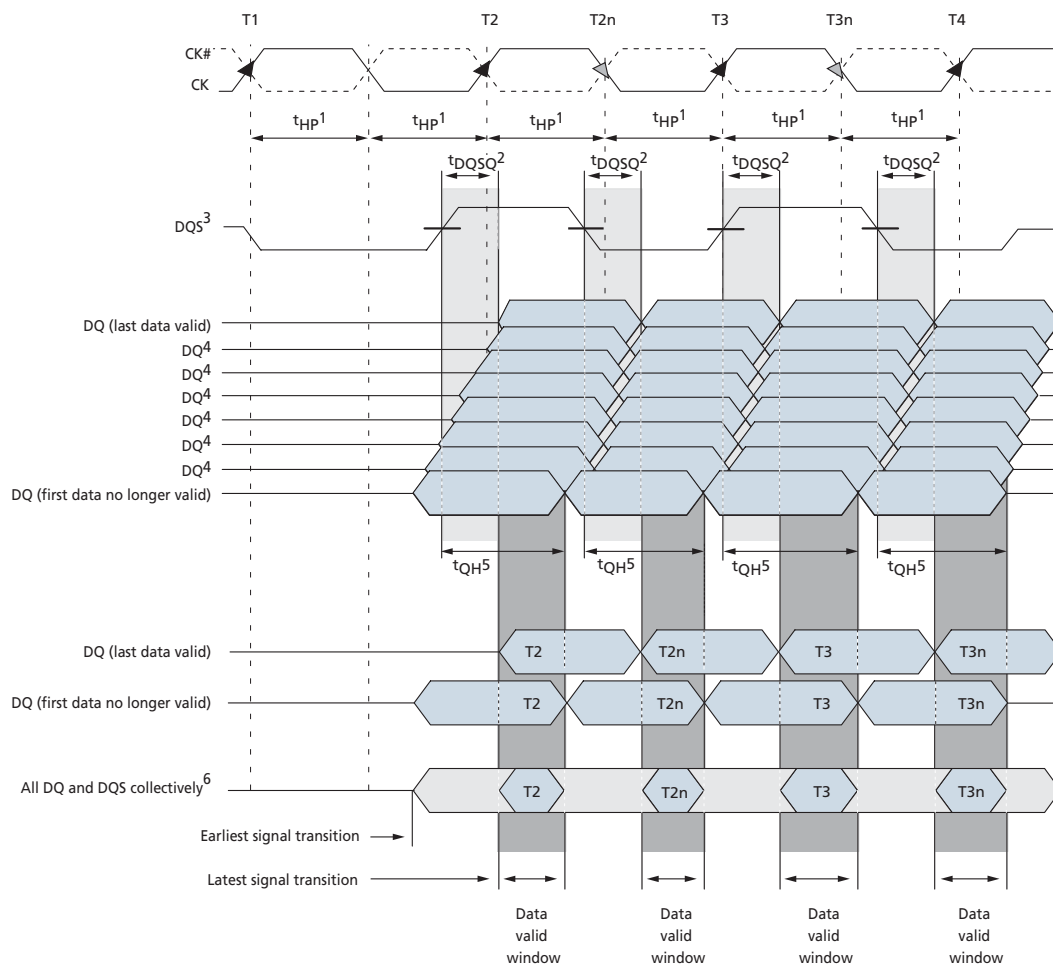 T1 T2 T2n T3 T3n T4
CK#
CK
tHP1 tHP1 tHP1 tHP1 tHP1 tHP1
tDQSQ2 tDQSQ2 tDQSQ2 tDQSQ2
DQS3
DQ (last data valid)
DQ4
DQ4
DQ4
DQ4
DQ4
DQ4
DQ (first data no longer valid)
tQH5 tQH5 tQH5 tQH5
DQ (last data valid) T2 T2n T3 T3n
DQ (first data no longer valid) T2 T2n T3 T3n
All DQ and DQS collectively6 T2 T2n T3 T3n
Earliest signal transition
Latest signal transition
Data Data Data Data
valid valid valid valid
window window window window